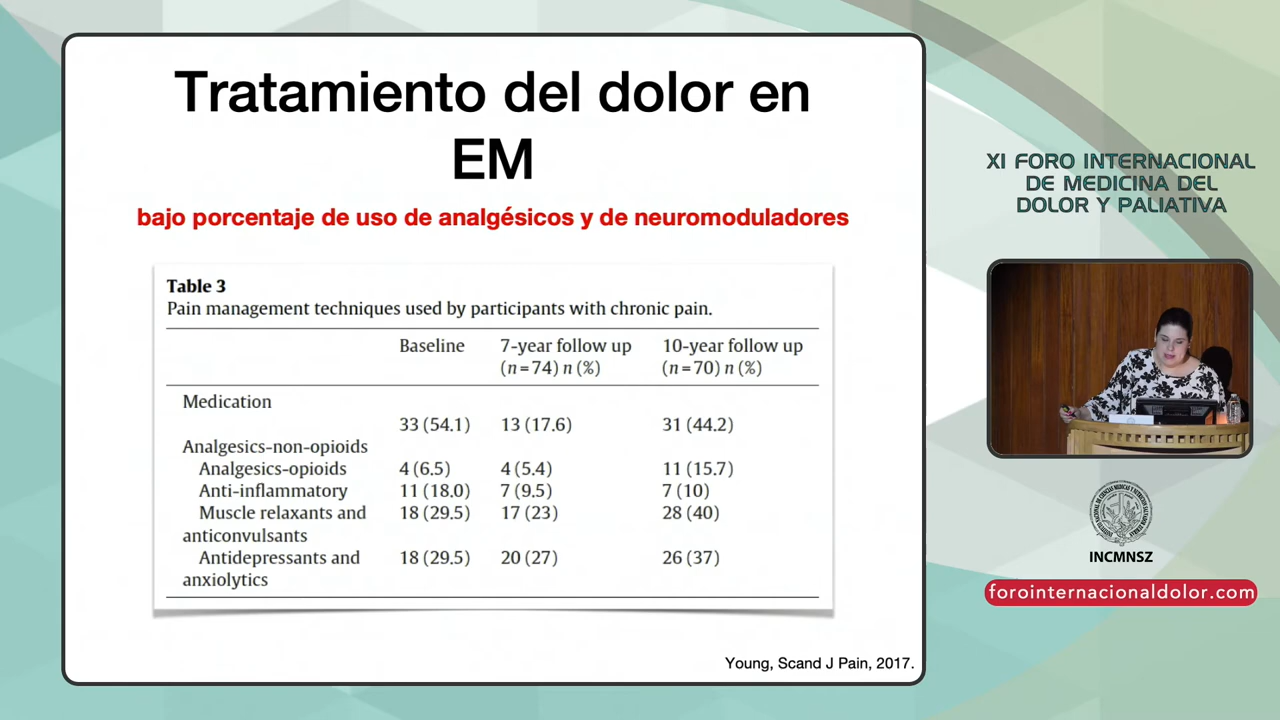 Tratamiento del dolor en
EM
bajo porcentaje de uso de analgésicos y de neuromoduladores
Table 3
Pain management techniques used by participants with chronic pain.
Baseline 7-year follow up 10-year follow up
(n=74) n (%) (n=70) n (%)
Medication
33 (54.1) 13 (17.6) 31 (44.2)
Analgesics-non-opioids
Analgesics-opioids 4 (6.5) 4 (5.4) 11 (15.7)
Anti-inflammatory 11 (18.0) 7 (9.5) 7 (10)
Muscle relaxants and 18 (29.5) 17 (23) 28 (40)
anticonvulsants
Antidepressants and 18 (29.5) 20 (27) 26 (37)
anxiolytics
Young, Scand J Pain, 2017.
XI FORO INTERNACIONAL
DE MEDICINA DEL
DOLOR Y PALIATIVA
INCMNSZ
forointernacionaldolor.com